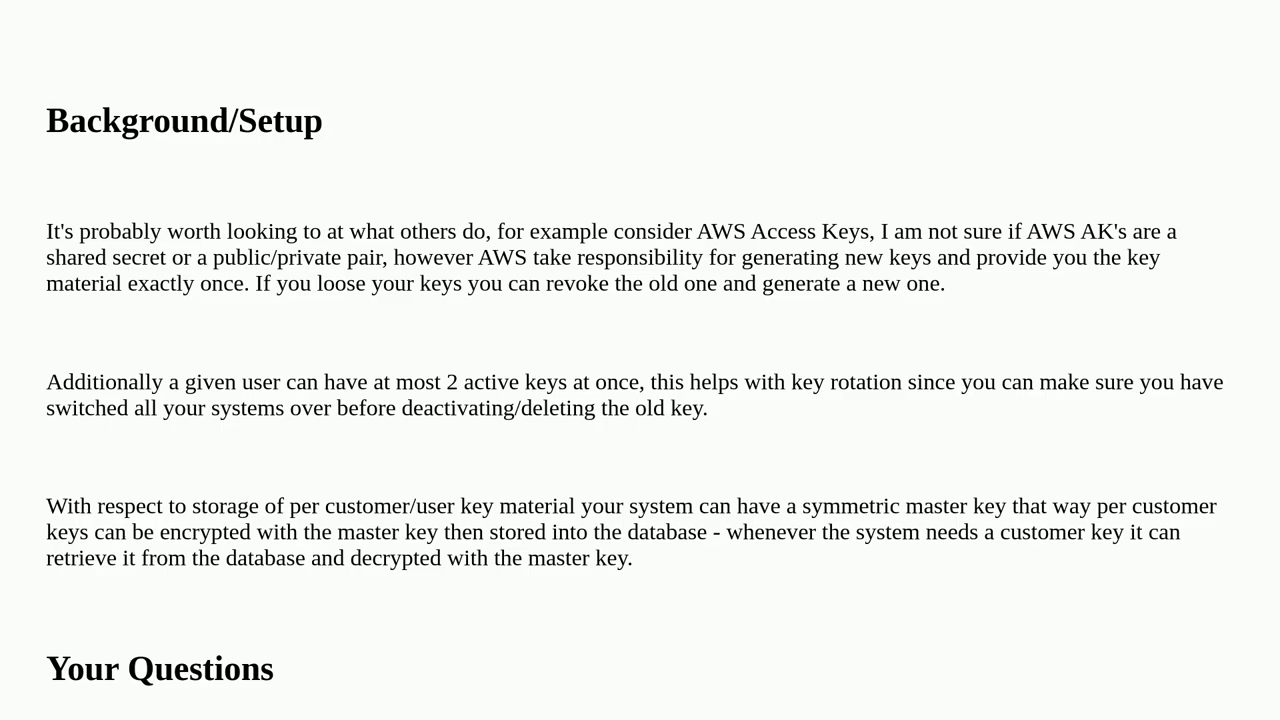 Background/Setup
It's probably worth looking to at what others do, for example consider AWS Access Keys, I am not sure if AWS AK's are a
shared secret or a public/private pair, however AWS take responsibility for generating new keys and provide you the key
material exactly once. If you loose your keys you can revoke the old one and generate a new one.
Additionally a given user can have at most 2 active keys at once, this helps with key rotation since you can make sure you have
switched all your systems over before deactivating/deleting the old key.
With respect to storage of per customer/user key material your system can have a symmetric master key that way per customer
keys can be encrypted with the master key then stored into the database - whenever the system needs a customer key it can
retrieve it from the database and decrypted with the master key.
Your Questions